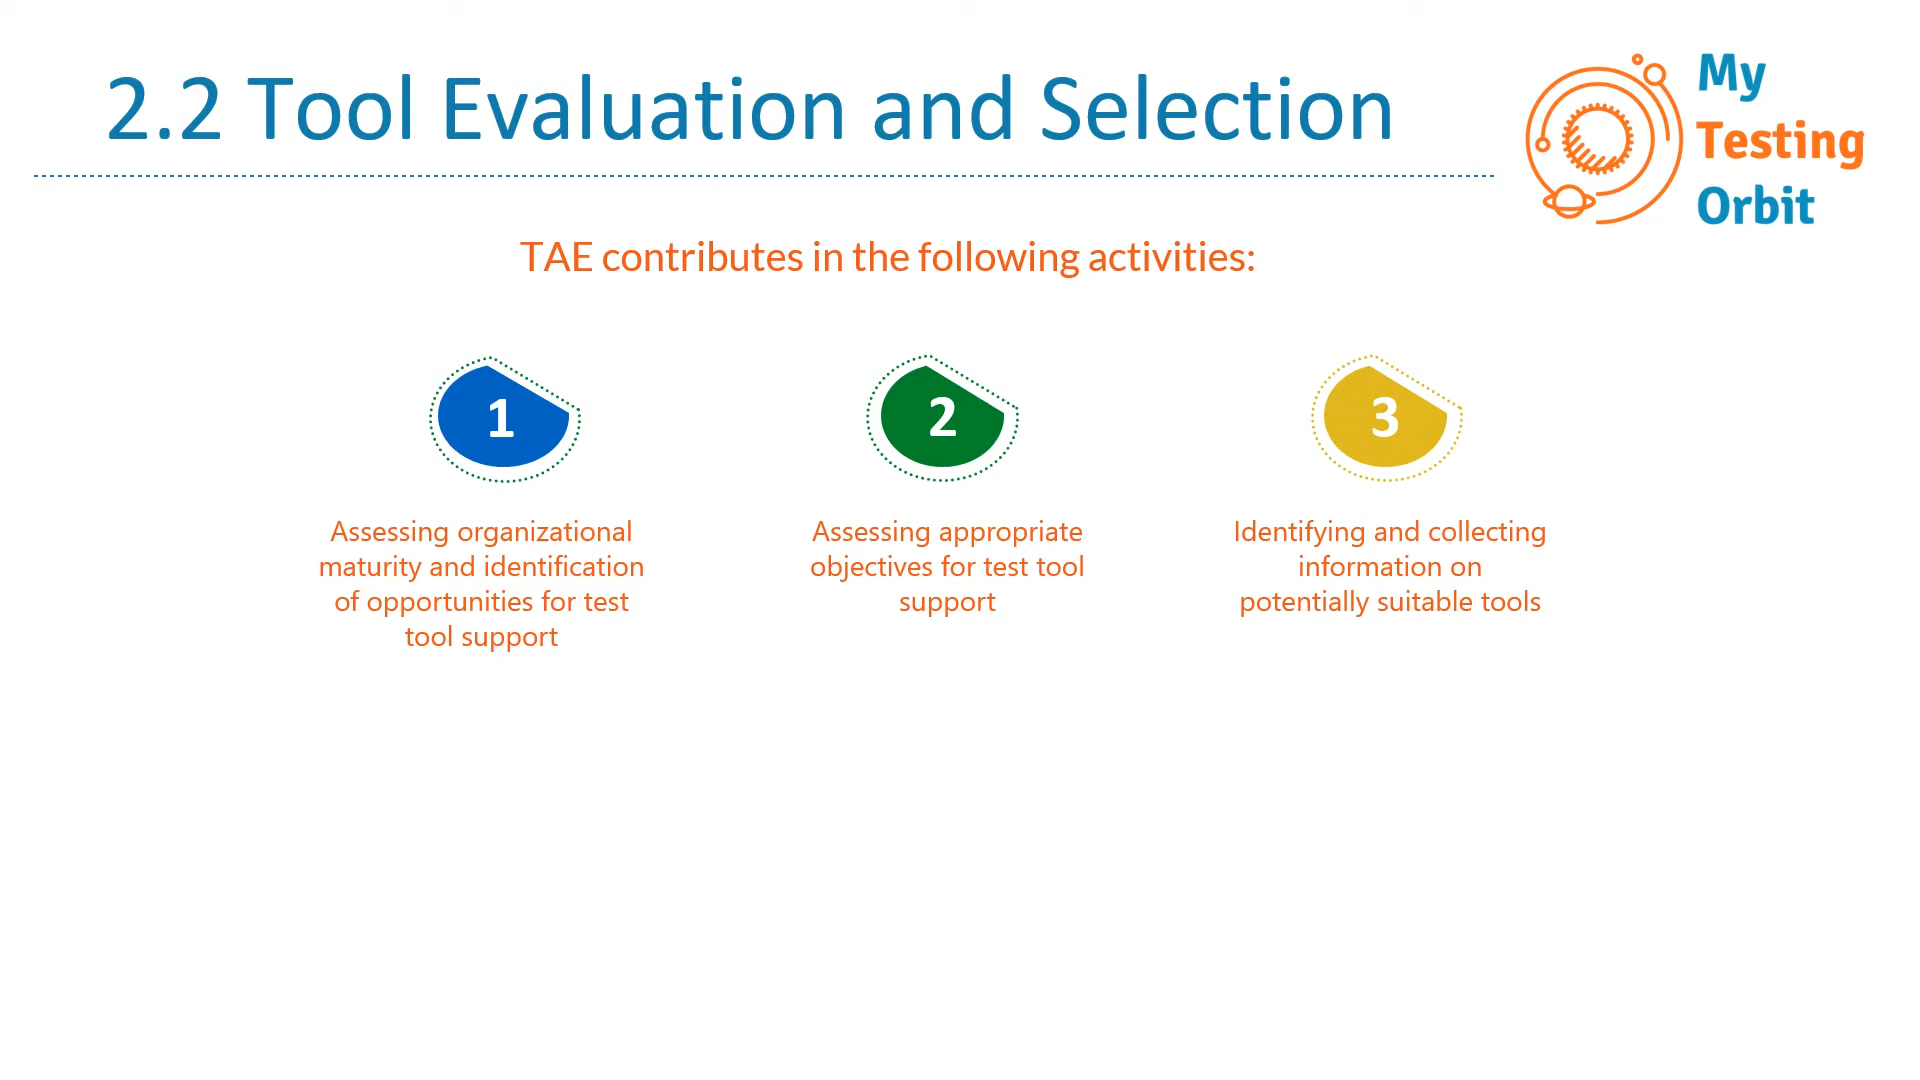 2.2 Tool Evaluation and Selection
My
Testing
Orbit
TAE contributes in the following activities:
1
Assessing organizational
maturity and identification
of opportunities for test
tool support
2
Assessing appropriate
objectives for test tool
support
3
Identifying and collecting
information on
potentially suitable tools